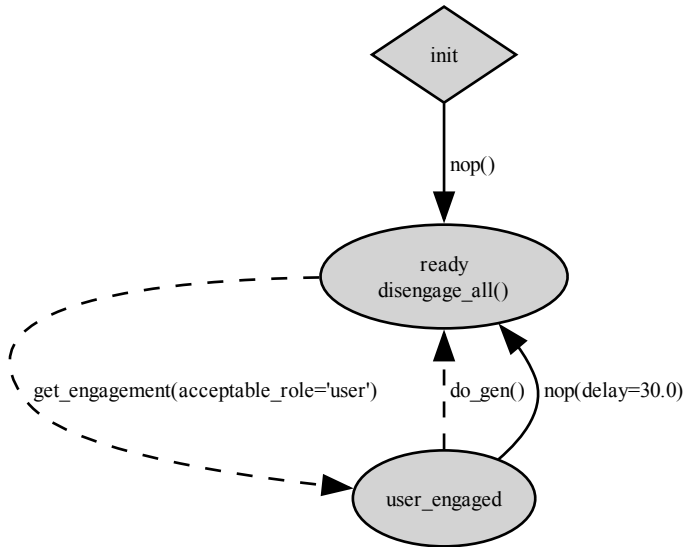 init
nop()
ready
disengage_all()
get_engagement(acceptable_role='user')
do_gen()
nop(delay=30.0)
user_engaged